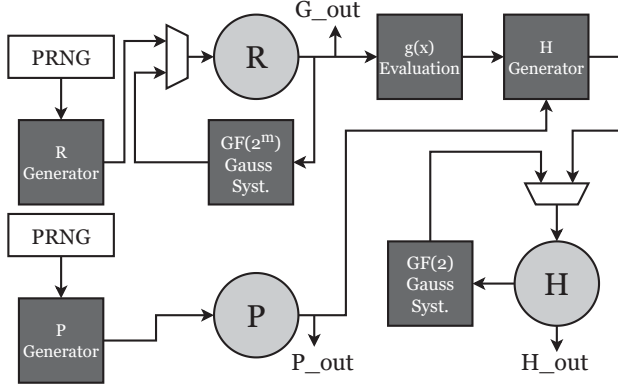 G_out
PRNG
R
g(x)
Evaluation
H
Generator
R
Generator
GF(2^m)
Gauss
Syst.
PRNG
GF(2)
Gauss
Syst.
H
P
P
Generator
P_out
H_out